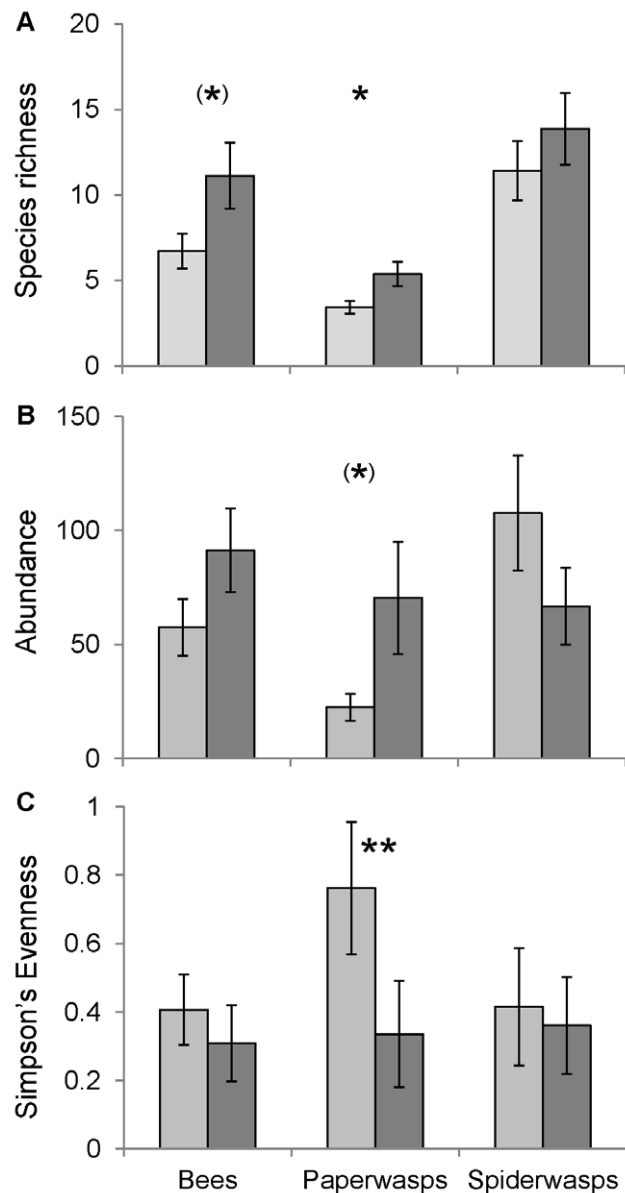 A
Species richness
20
15
10
5
0
(*)
*
B
Abundance
150
100
50
0
(*)
C
Simpson's Evenness
1
0.8
0.6
0.4
0.2
0
**
Bees Paperwasps Spiderwasps